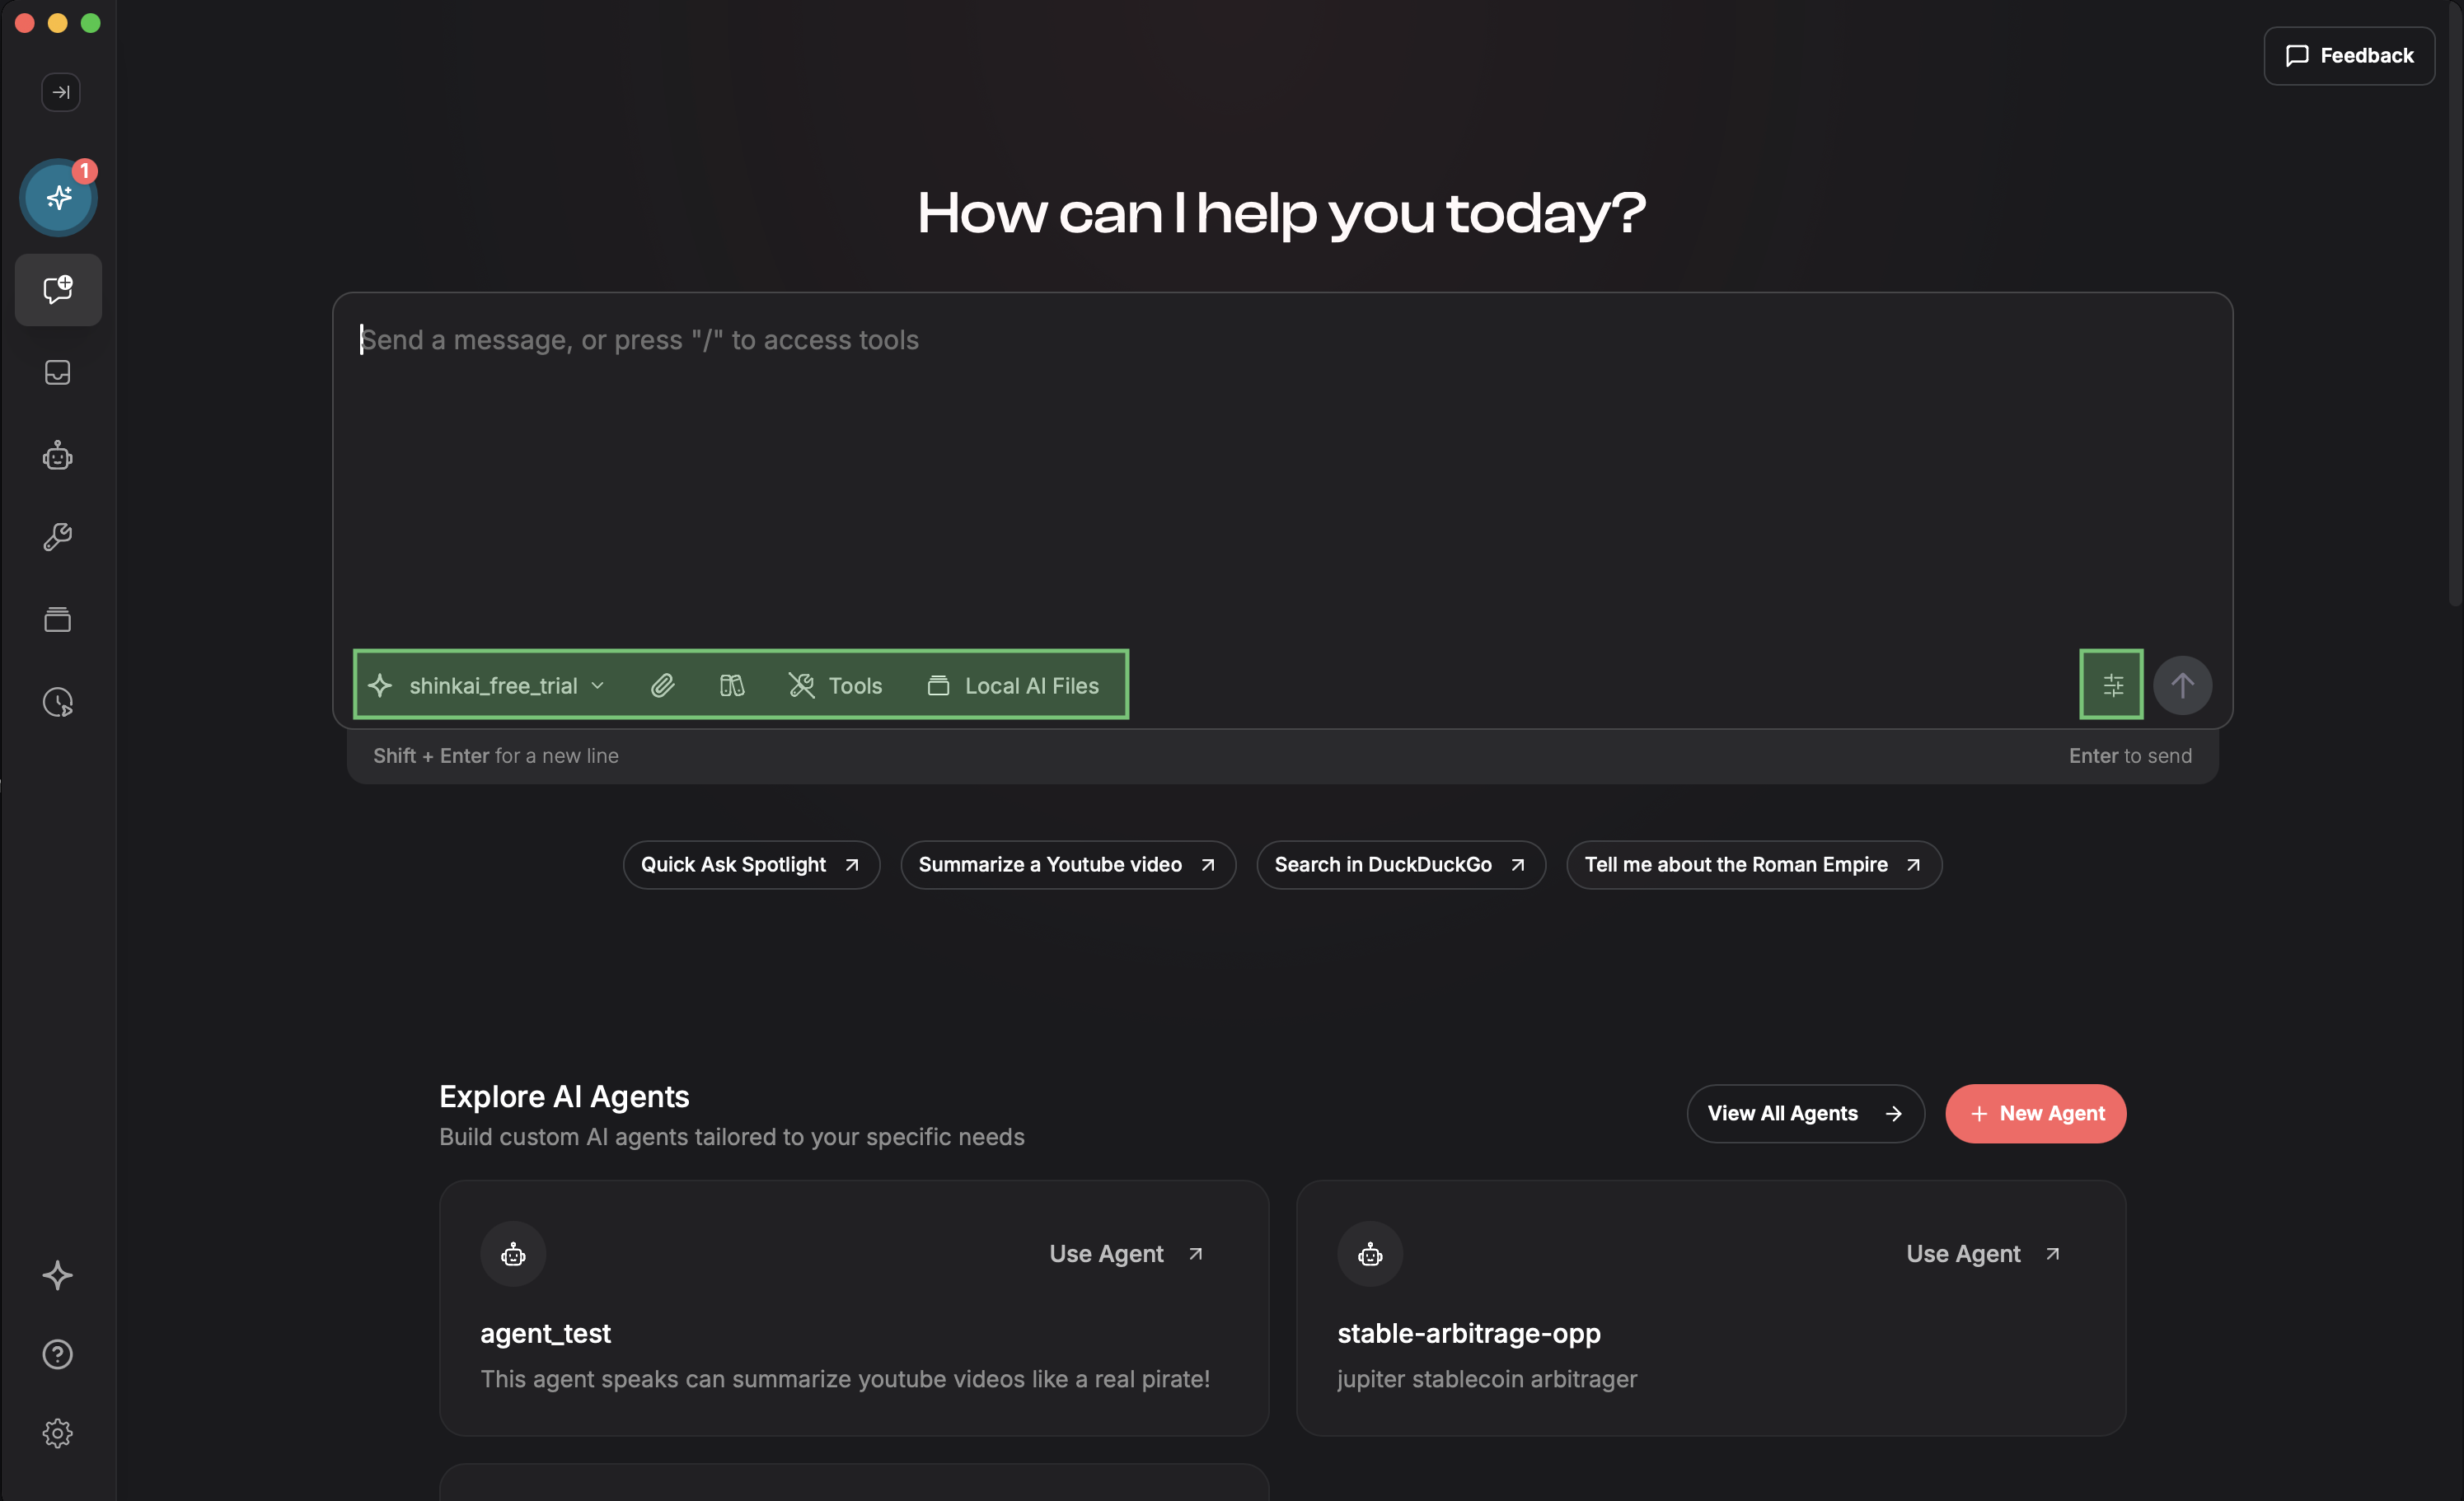 Feedback
1
How can I help you today?
Send a message, or press "/" to access tools
shinkai_free_trial
Tools
Local AI Files
Shift + Enter for a new line
Enter to send
Quick Ask Spotlight
Summarize a Youtube video
Search in DuckDuckGo
Tell me about the Roman Empire
Explore AI Agents
Build custom AI agents tailored to your specific needs
View All Agents
New Agent
Use Agent
agent_test
This agent speaks can summarize youtube videos like a real pirate!
Use Agent
stable-arbitrage-opp
jupiter stablecoin arbitrager